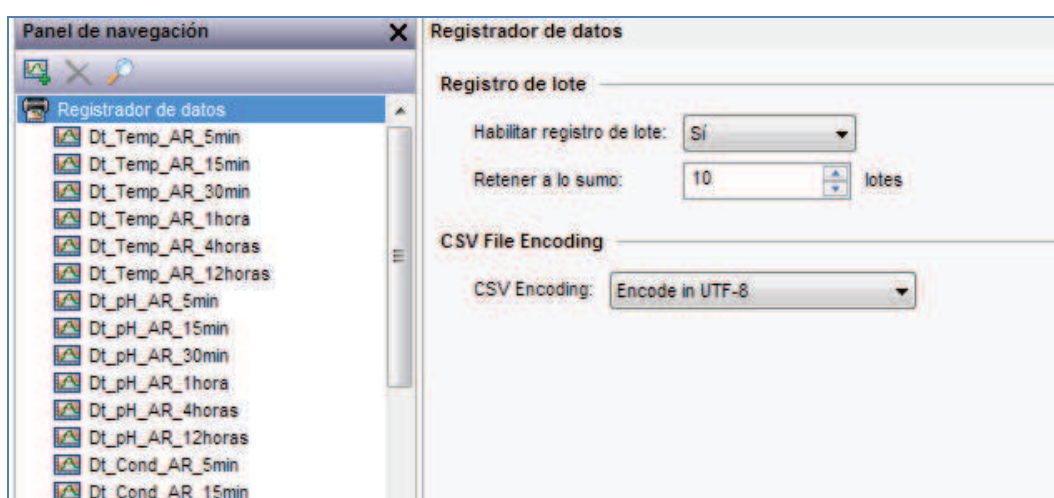 Panel de navegación
Registrador de datos
Dt_Temp_AR_5min
Dt_Temp_AR_15min
Dt_Temp_AR_30min
Dt_Temp_AR_1hora
Dt_Temp_AR_4horas
Dt_Temp_AR_12horas
Dt_pH_AR_5min
Dt_pH_AR_15min
Dt_pH_AR_30min
Dt_pH_AR_1hora
Dt_pH_AR_4horas
Dt_pH_AR_12horas
Dt_Cond_AR_5min
Dt_Cond_AR_15min
Registrador de datos
Registro de lote
Habilitar registro de lote: Sí
Retener a lo sumo: 10 lotes
CSV File Encoding
CSV Encoding: Encode in UTF-8